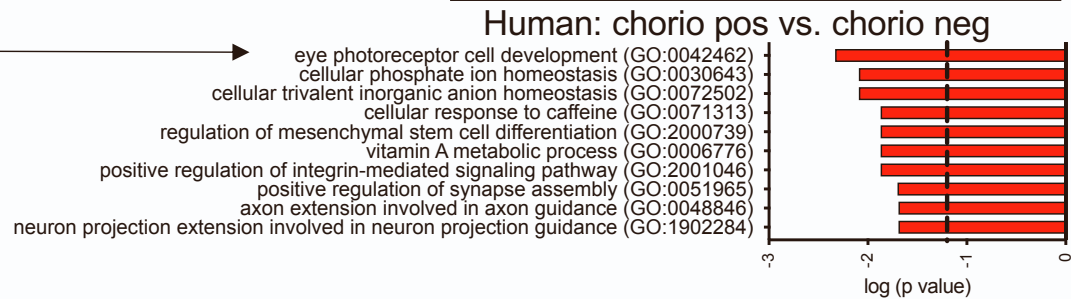 Human: chorio pos vs. chorio neg
eye photoreceptor cell development (GO:0042462)
cellular phosphate ion homeostasis (GO:0030643)
cellular trivalent inorganic anion homeostasis (GO:0072502)
cellular response to caffeine (GO:0071313)
regulation of mesenchymal stem cell differentiation (GO:2000739)
vitamin A metabolic process (GO:0006776)
positive regulation of integrin-mediated signaling pathway (GO:2001046)
positive regulation of synapse assembly (GO:0051965)
axon extension involved in axon guidance (GO:0048846)
neuron projection extension involved in neuron projection guidance (GO:1902284)
-3 -2 -1 0
log (p value)